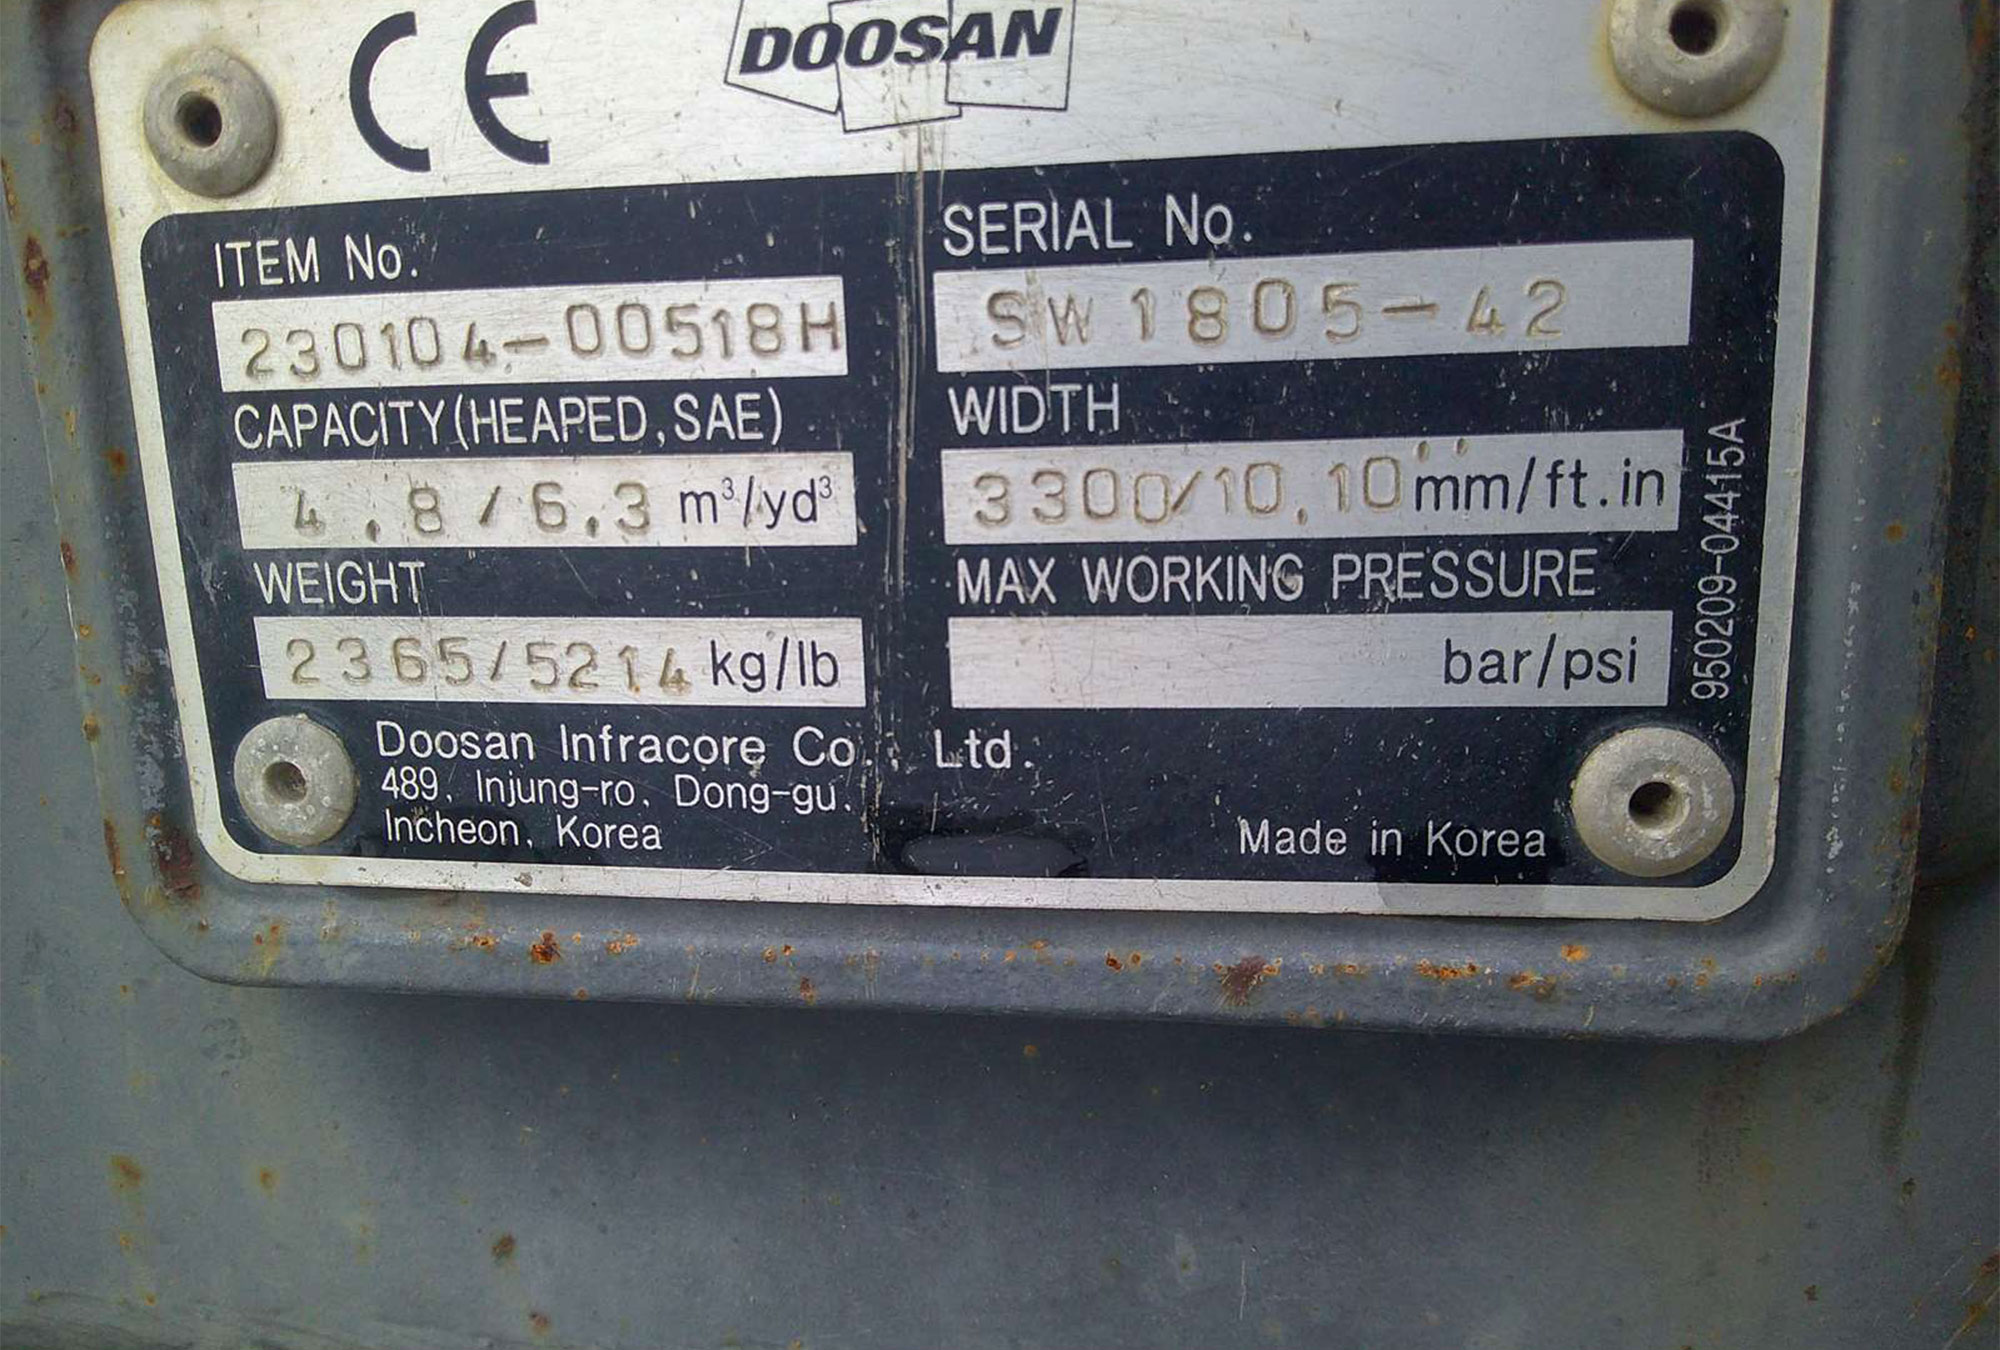 CE
DOOSAN
ITEM No.
230104-00518H
SERIAL No.
SW1805-42
CAPACITY(HEAPED,SAE)
4.8/6.3 m³/yd³
WIDTH
3300/10.10'' mm/ft.in
WEIGHT
2365/5214 kg/lb
MAX WORKING PRESSURE
bar/psi
950209-04415A
Doosan Infracore Co., Ltd.
489, Injung-ro, Dong-gu,
Incheon, Korea
Made in Korea